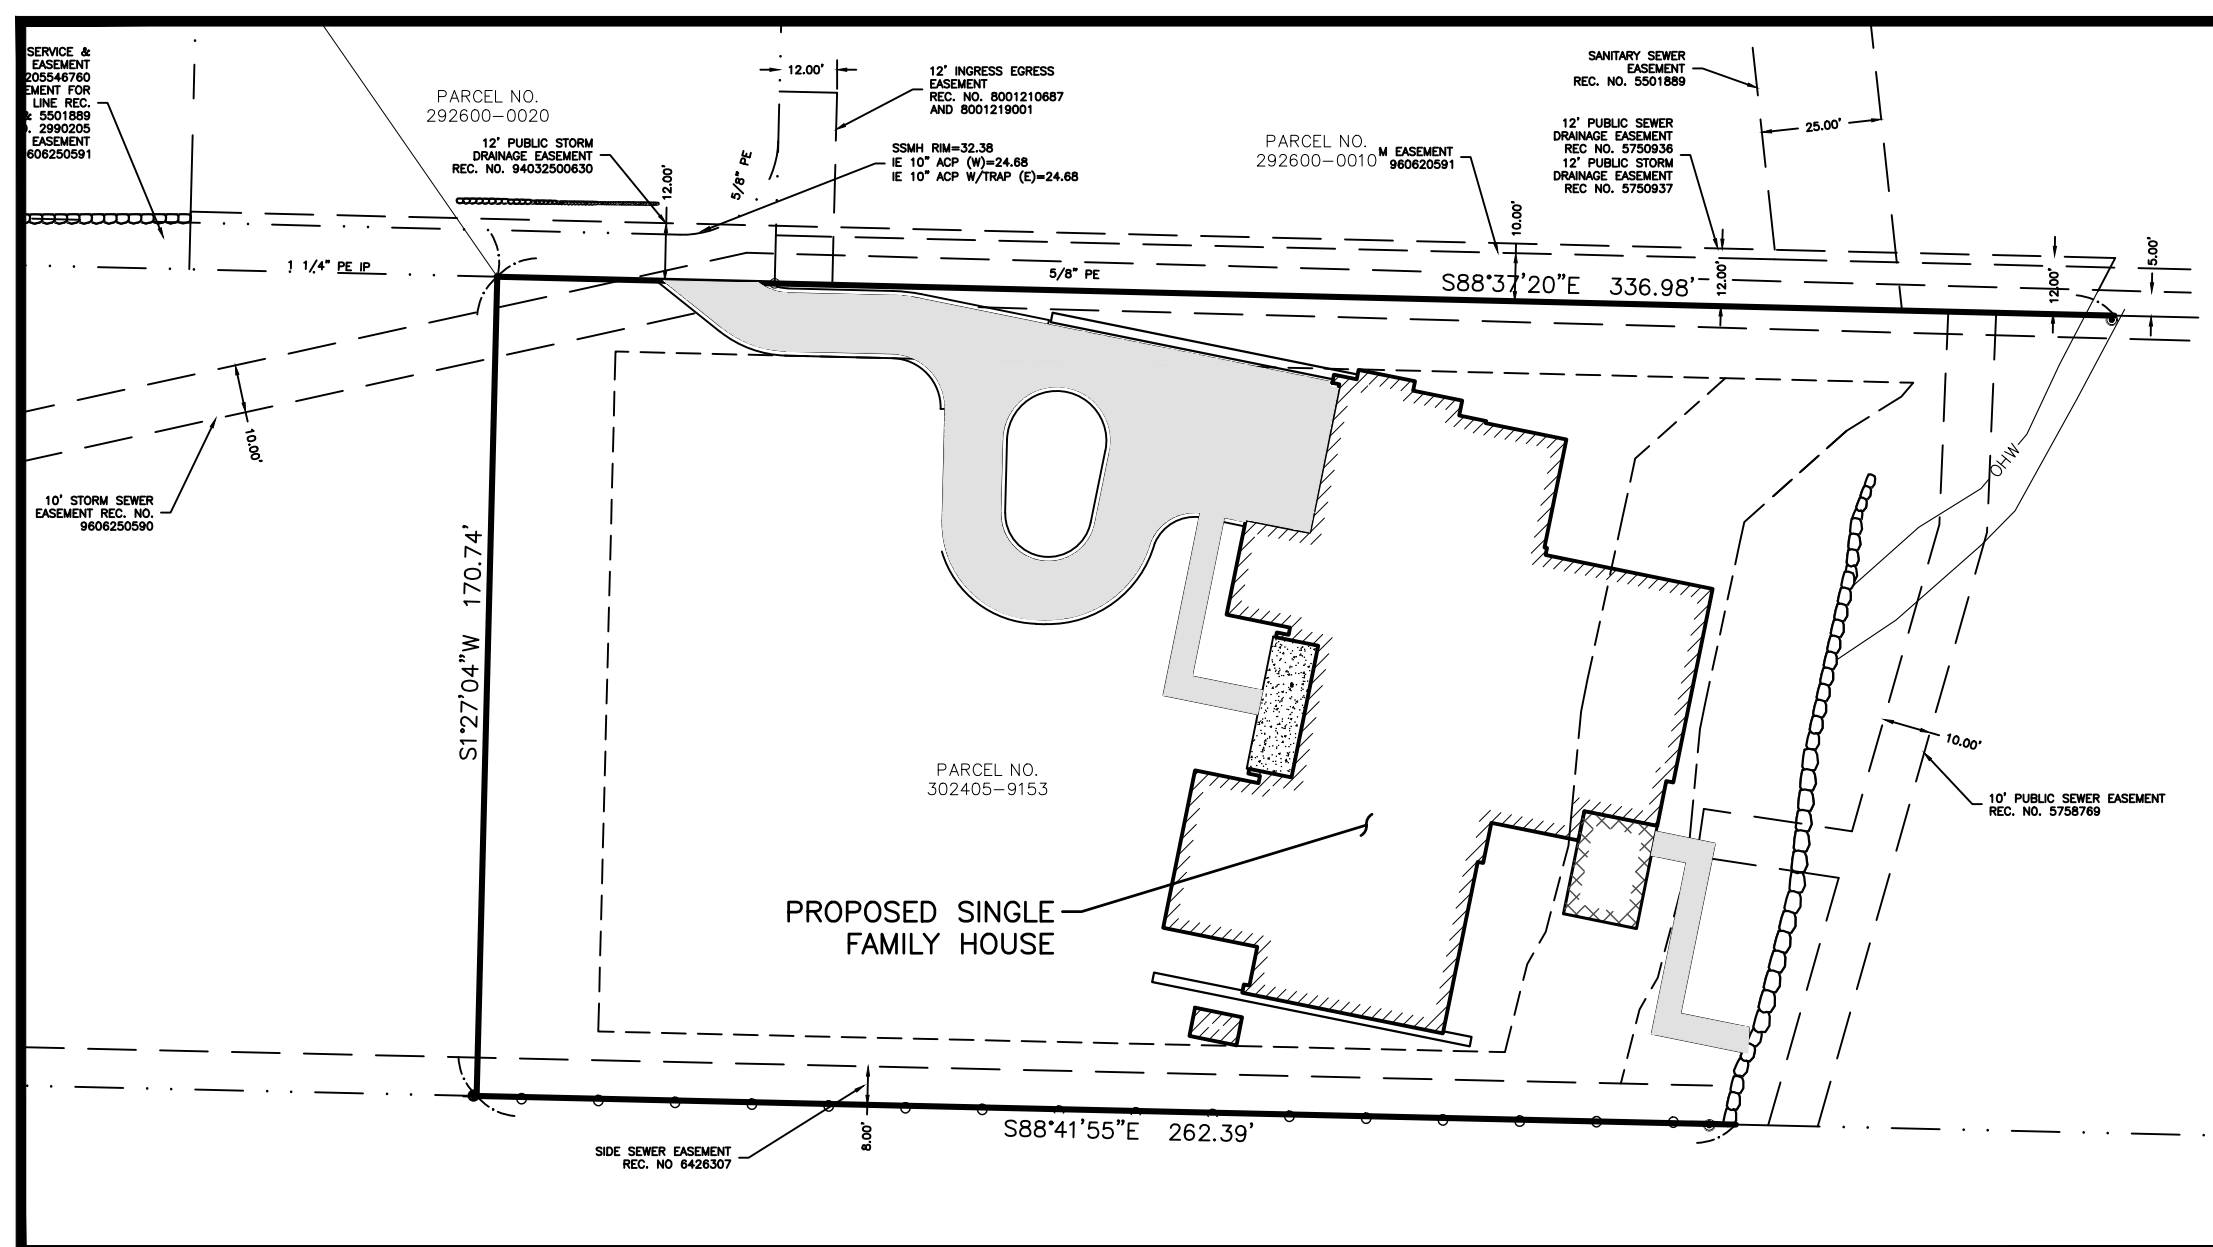 SERVICE &
EASEMENT
205546760
EMENT FOR
LINE REC.
& 5501889
. 2990205
EASEMENT
606250591
PARCEL NO.
292600-0020
12' PUBLIC STORM
DRAINAGE EASEMENT
REC. NO. 94032500630
12.00'
5/8" PE
12.00'
12' INGRESS EGRESS
EASEMENT
REC. NO. 8001210687
AND 8001219001
SSMH RIM=32.38
IE 10" ACP (W)=24.68
IE 10" ACP W/TRAP (E)=24.68
PARCEL NO.
292600-0010
M EASEMENT
960620591
SANITARY SEWER
EASEMENT
REC. NO. 5501889
12' PUBLIC SEWER
DRAINAGE EASEMENT
REC NO. 5750936
12' PUBLIC STORM
DRAINAGE EASEMENT
REC NO. 5750937
25.00'
10.00'
12.00'
12.00'
5.00'
1 1/4" PE IP
5/8" PE
S88°37'20"E 336.98'
10.00'
10' STORM SEWER
EASEMENT REC. NO.
9606250590
S1°27'04"W 170.74'
OHW
10.00'
10' PUBLIC SEWER EASEMENT
REC. NO. 5758769
PARCEL NO.
302405-9153
PROPOSED SINGLE
FAMILY HOUSE
S88°41'55"E 262.39'
8.00'
SIDE SEWER EASEMENT
REC. NO 6426307